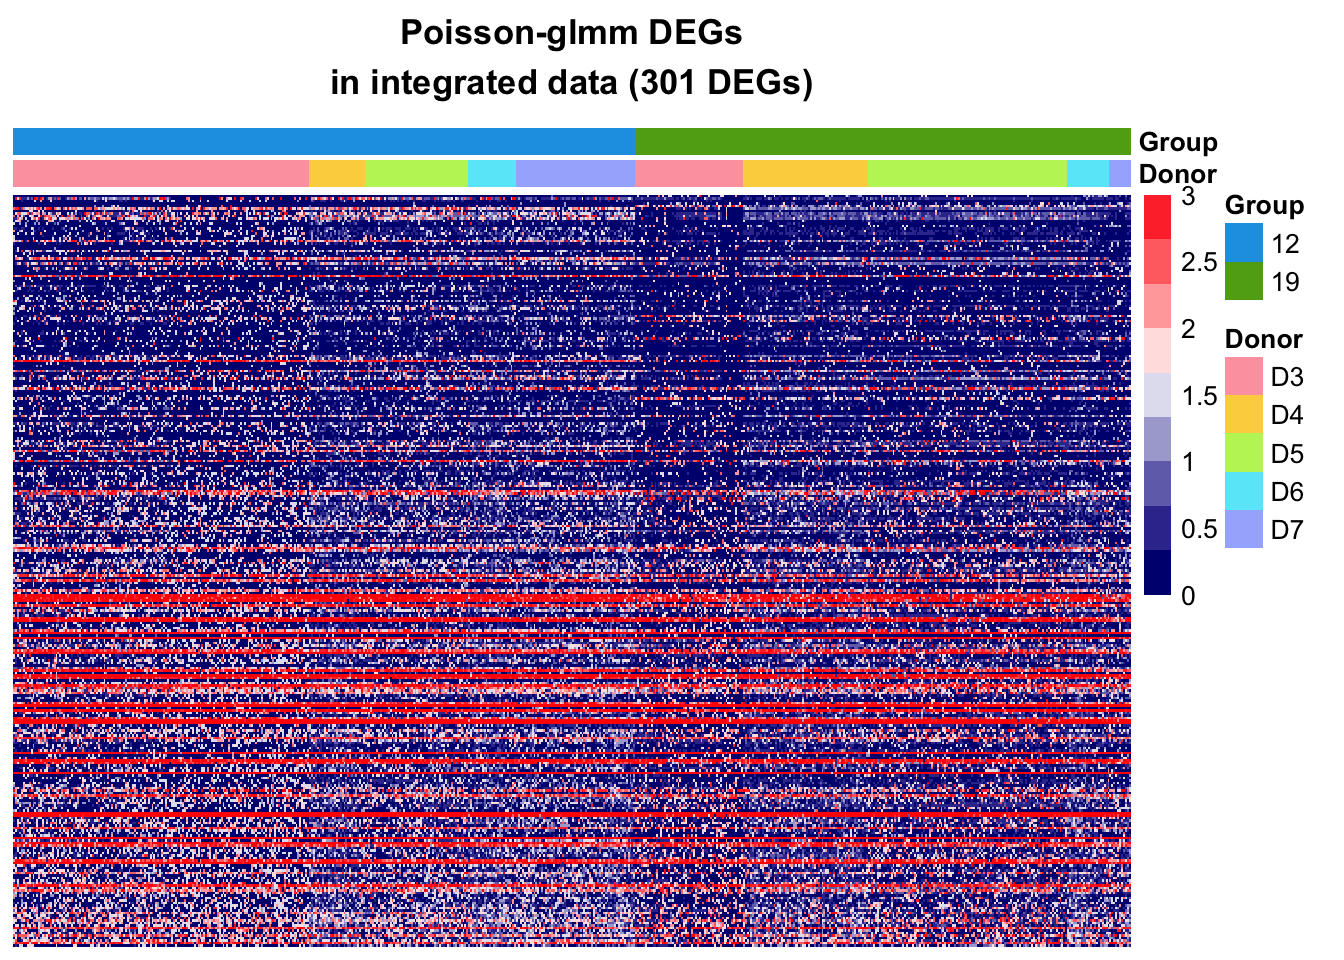 Poisson-glmm DEGs
in integrated data (301 DEGs)
Group
Donor
3
2.5
2
1.5
1
0.5
0
Group
12
19
Donor
D3
D4
D5
D6
D7